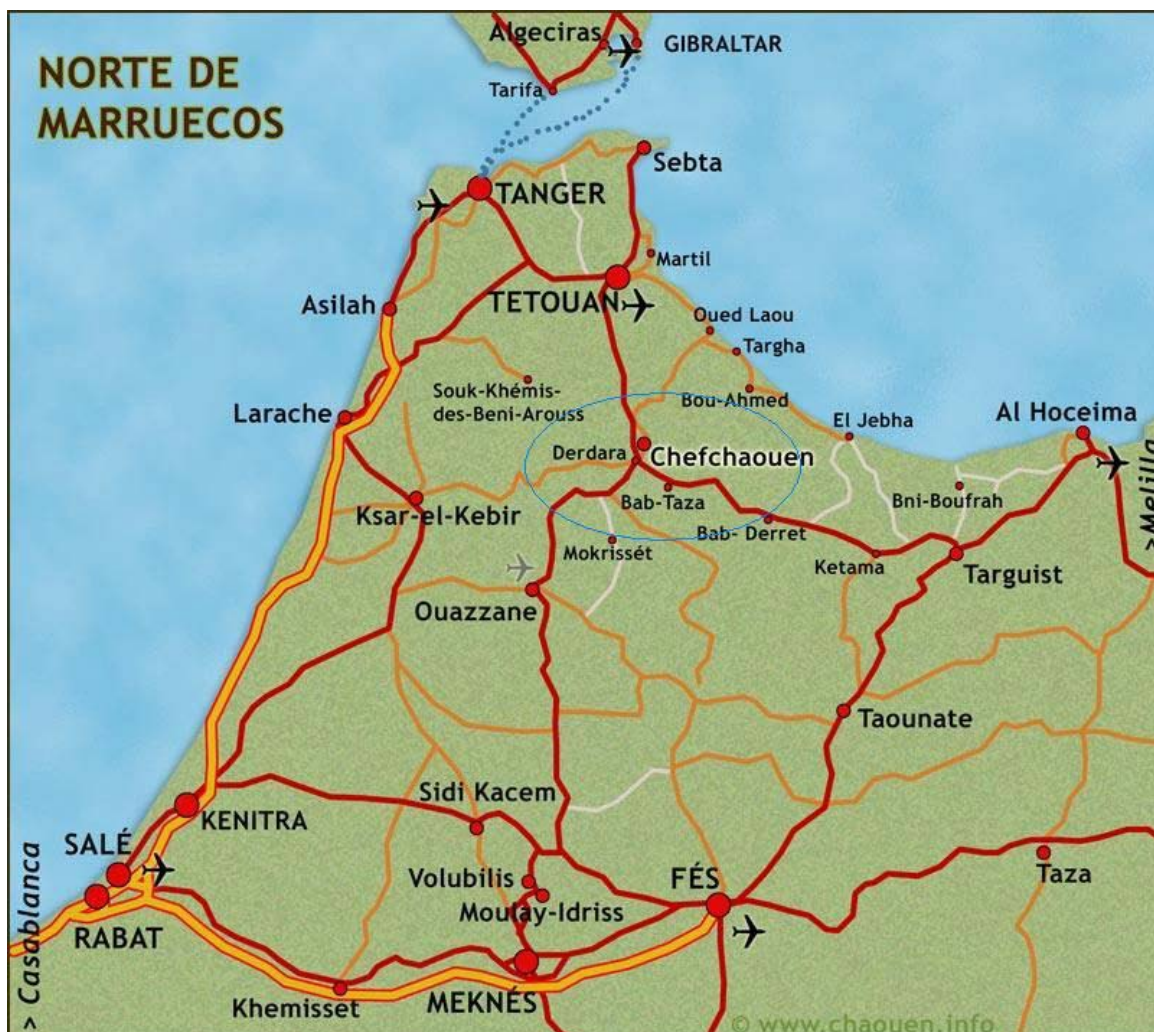 NORTE DE
MARRUECOS
Algeciras
GIBRALTAR
Tarifa
Sebta
TANGER
Martil
TETOUAN
Asilah
Oued Laou
Targha
Souk-Khémis-
des-Beni-Arouss
Bou-Ahmed
Larache
El Jebha
Al Hoceima
Derdara
Chefchaouen
>Melilla
Bab-Taza
Bni-Boufrah
Ksar-el-Kebir
Bab- Derret
Mokrissét
Ketama
Targuist
Ouazzane
Taounate
Sidi Kacem
KENITRA
SALÉ
Volubilis
FÉS
Taza
Moulay-Idriss
RABAT
> Casablanca
Khemisset
MEKNÉS
© www.chaouen.info